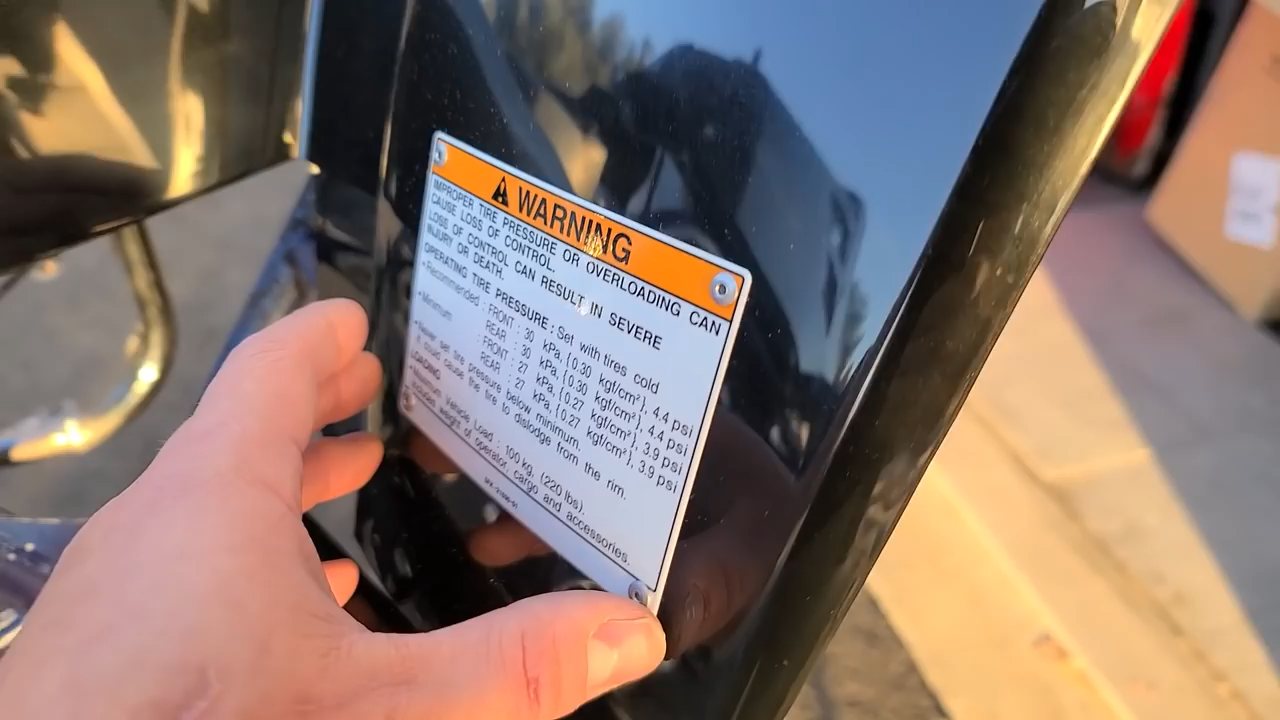 WARNING
IMPROPER TIRE PRESSURE OR OVERLOADING CAN
CAUSE LOSS OF CONTROL.
LOSS OF CONTROL CAN RESULT IN SEVERE
INJURY OR DEATH.
OPERATING TIRE PRESSURE : Set with tires cold
•Recommended : FRONT : 30 kPa, {0.30 kgf/cm²}, 4.4 psi
REAR : 30 kPa, {0.30 kgf/cm²}, 4.4 psi
•Minimum : FRONT : 27 kPa, {0.27 kgf/cm²}, 3.9 psi
REAR : 27 kPa, {0.27 kgf/cm²}, 3.9 psi
•Never set tire pressure below minimum.
It could cause the tire to dislodge from the rim.
LOADING
•Maximum Vehicle Load : 100 kg, (220 lbs).
Includes weight of operator, cargo and accessories.